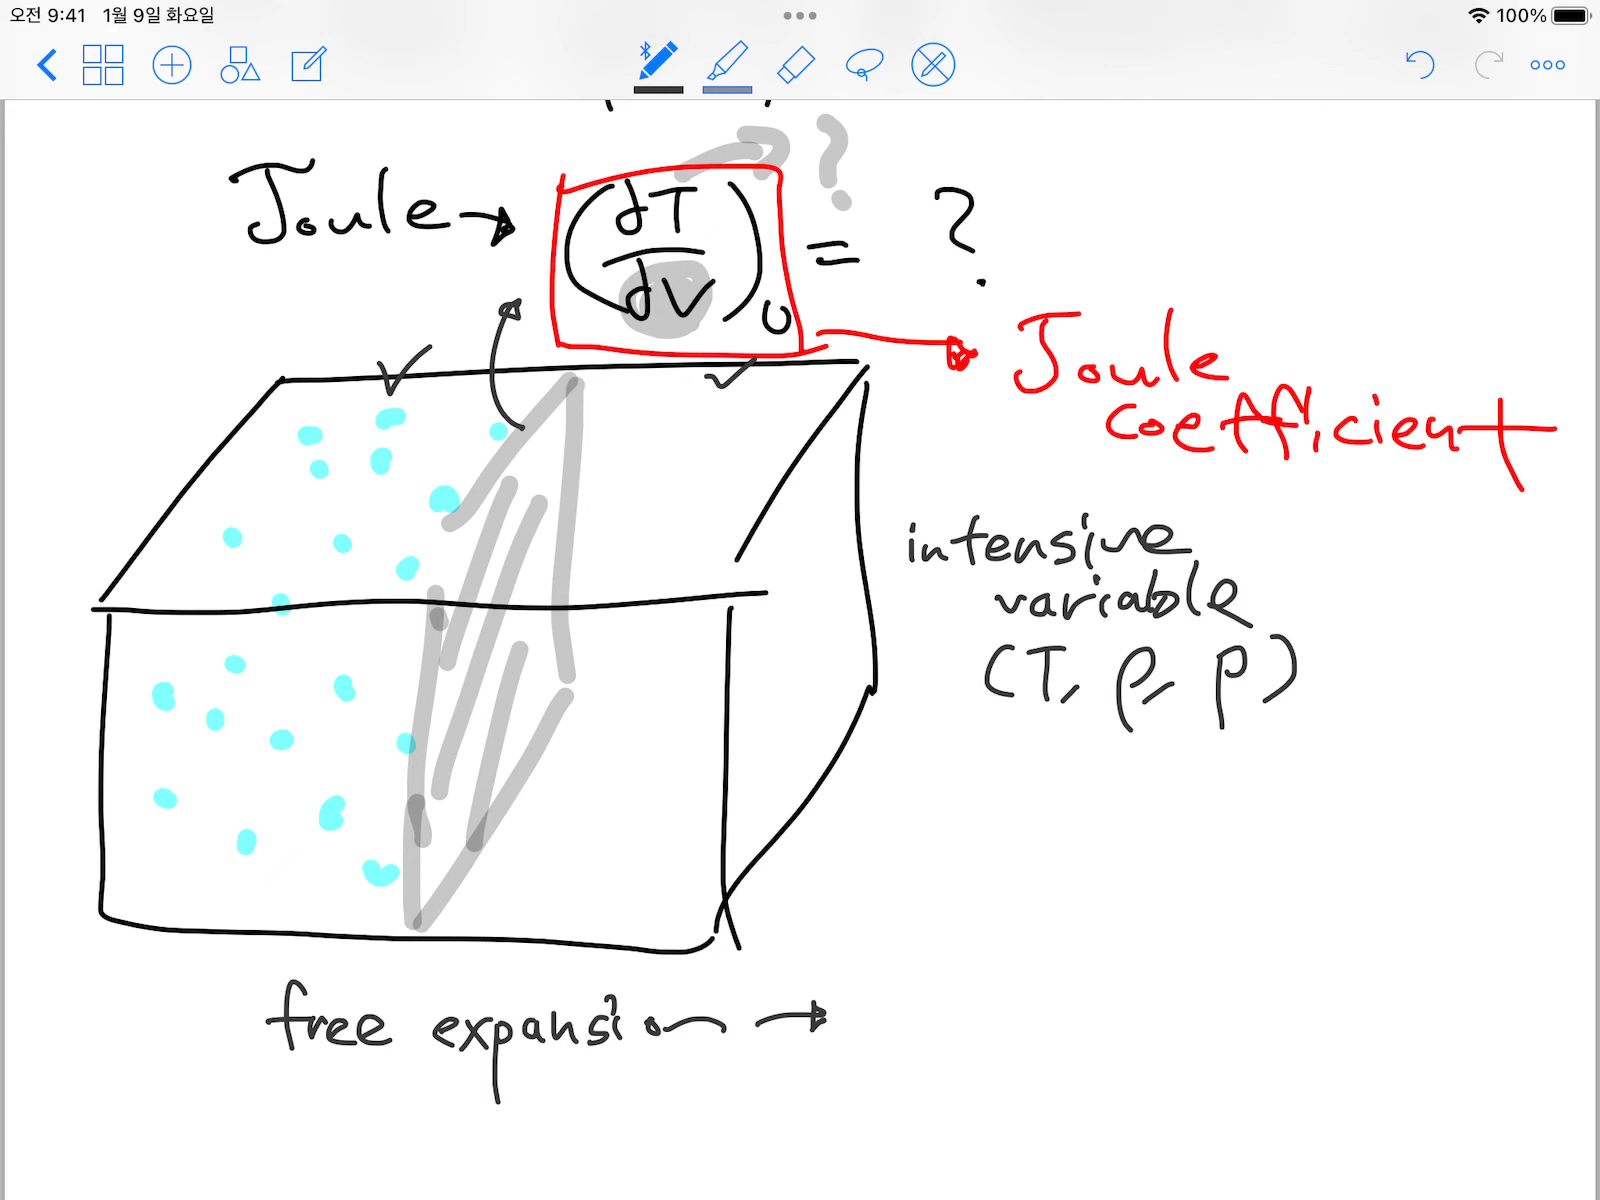 오전 9:41 1월 9일 화요일
100%
?
Joule → (dT/dV)U = ?
Joule
coefficient
intensive
variable
(T, ρ, p)
free expansion →